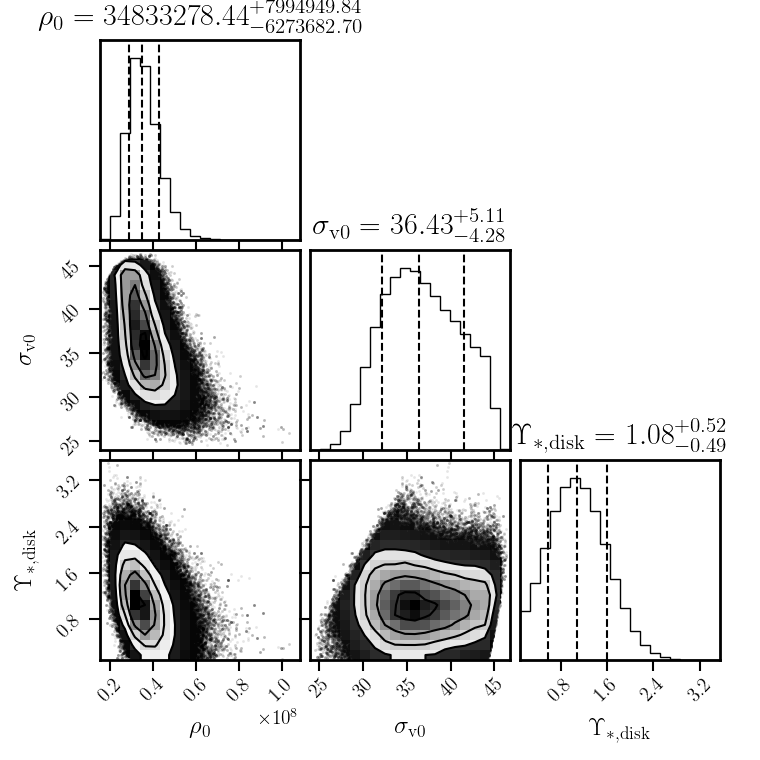 ρ₀ = 34833278.44⁺⁷⁹⁹⁴⁹⁴⁹·⁸⁴₋₆₂₇₃₆₈₂.₇₀
σᵥ₀ = 36.43⁺⁵·¹¹₋₄.₂₈
45
40
35
30
25
σᵥ₀
Υ*,disk = 1.08⁺⁰·⁵²₋₀.₄₉
3.2
2.4
1.6
0.8
Υ*,disk
0.2 0.4 0.6 0.8 1.0
×10⁸
ρ₀
25 30 35 40 45
σᵥ₀
0.8 1.6 2.4 3.2
Υ*,disk